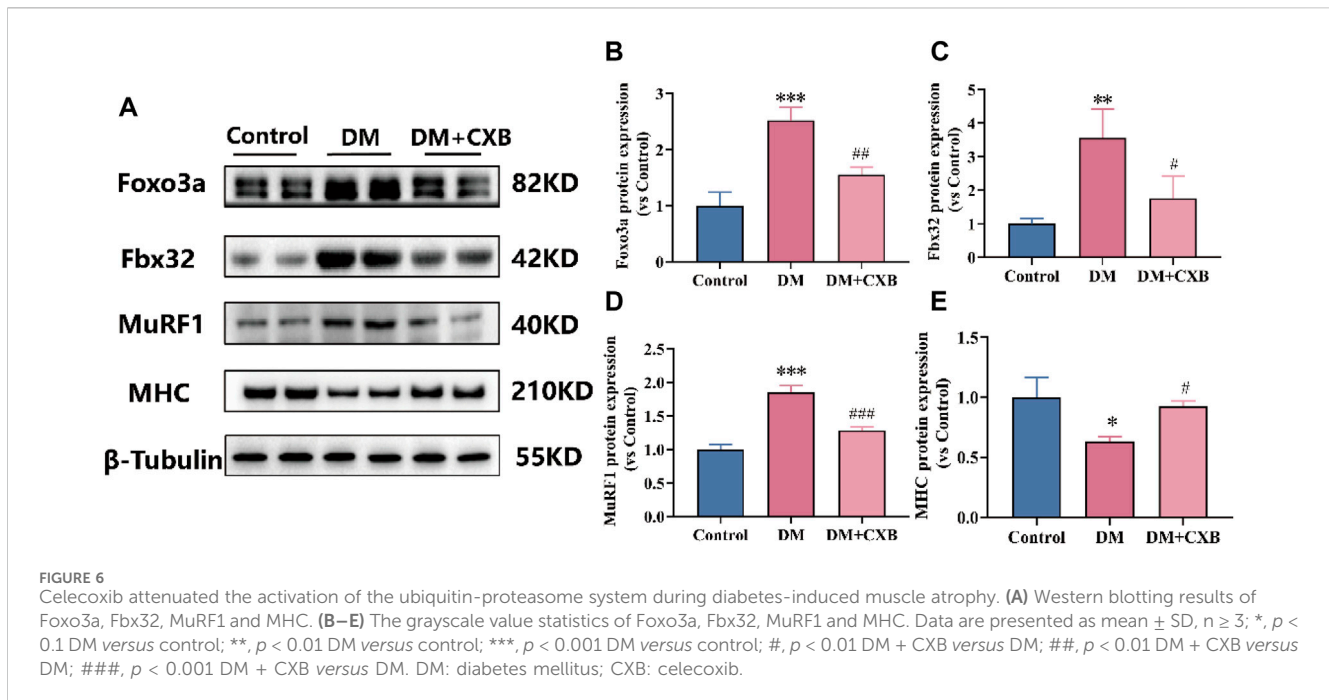 A
Control DM DM+CXB
Foxo3a 82KD
Fbx32 42KD
MuRF1 40KD
MHC 210KD
β-Tubulin 55KD
B
Foxo3a protein expression
(vs Control)
3
2
1
0
***
##
Control DM DM+CXB
C
Fbx32 protein expression
(vs Control)
5
4
3
2
1
0
**
#
Control DM DM+CXB
D
MuRF1 protein expression
(vs Control)
2.5
2.0
1.5
1.0
0.5
0.0
***
###
Control DM DM+CXB
E
MHC protein expression
(vs Control)
1.5
1.0
0.5
0.0
*
#
Control DM DM+CXB
FIGURE 6
Celecoxib attenuated the activation of the ubiquitin-proteasome system during diabetes-induced muscle atrophy. (A) Western blotting results of
Foxo3a, Fbx32, MuRF1 and MHC. (B–E) The grayscale value statistics of Foxo3a, Fbx32, MuRF1 and MHC. Data are presented as mean ± SD, n ≥ 3; *, p <
0.1 DM versus control; **, p < 0.01 DM versus control; ***, p < 0.001 DM versus control; #, p < 0.01 DM + CXB versus DM; ##, p < 0.01 DM + CXB versus
DM; ###, p < 0.001 DM + CXB versus DM. DM: diabetes mellitus; CXB: celecoxib.